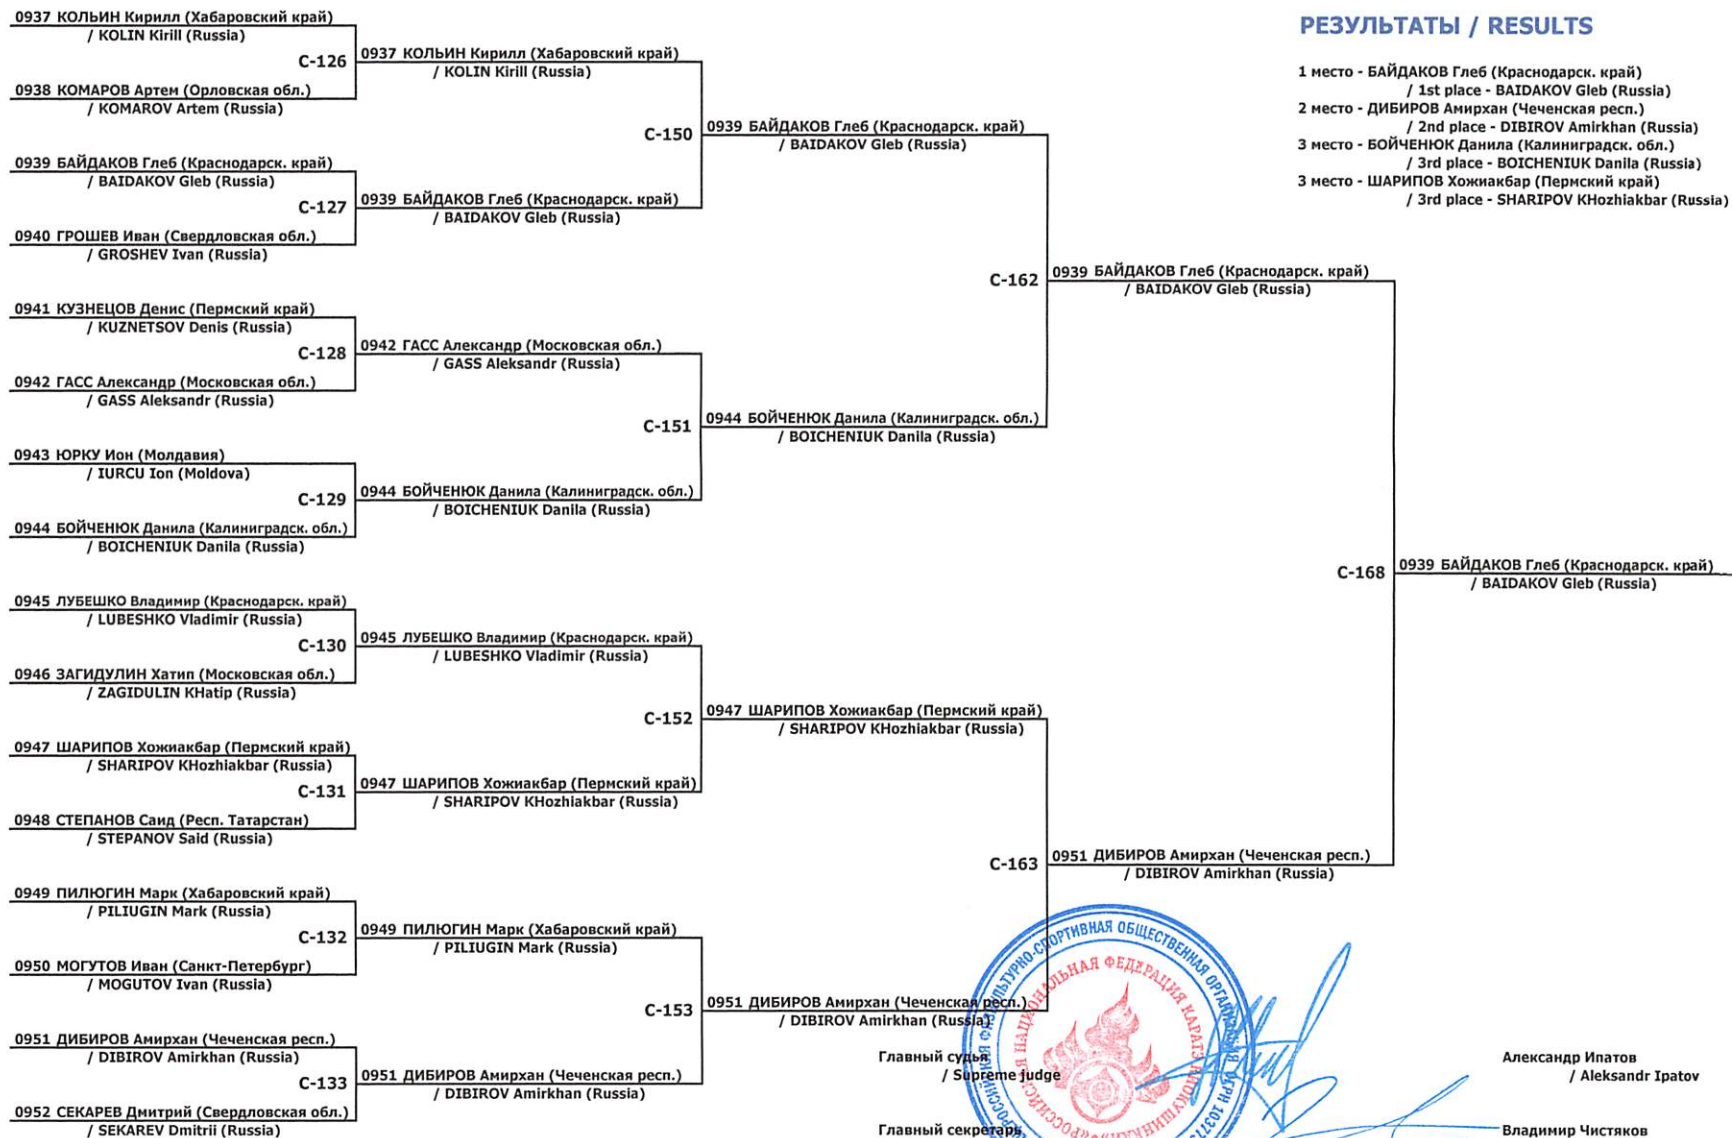 РЕЗУЛЬТАТЫ / RESULTS
1 место - БАЙДАКОВ Глеб (Краснодарск. край)
/ 1st place - BAIDAKOV Gleb (Russia)
2 место - ДИБИРОВ Амирхан (Чеченская респ.)
/ 2nd place - DIBIROV Amirkhan (Russia)
3 место - БОЙЧЕНЮК Данила (Калиниградск. обл.)
/ 3rd place - BOICHENIUK Danila (Russia)
3 место - ШАРИПОВ Хожиакбар (Пермский край)
/ 3rd place - SHARIPOV KHozhiakbar (Russia)
0937 КОЛЬИН Кирилл (Хабаровский край)
/ KOLIN Kirill (Russia)
C-126
0938 КОМАРОВ Артем (Орловская обл.)
/ KOMAROV Artem (Russia)
0939 БАЙДАКОВ Глеб (Краснодарск. край)
/ BAIDAKOV Gleb (Russia)
C-127
0940 ГРОШЕВ Иван (Свердловская обл.)
/ GROSHEV Ivan (Russia)
0941 КУЗНЕЦОВ Денис (Пермский край)
/ KUZNETSOV Denis (Russia)
C-128
0942 ГАСС Александр (Московская обл.)
/ GASS Aleksandr (Russia)
0943 ЮРКУ Ион (Молдавия)
/ IURCU Ion (Moldova)
C-129
0944 БОЙЧЕНЮК Данила (Калиниградск. обл.)
/ BOICHENIUK Danila (Russia)
0945 ЛУБЕШКО Владимир (Краснодарск. край)
/ LUBESHKO Vladimir (Russia)
C-130
0946 ЗАГИДУЛИН Хатип (Московская обл.)
/ ZAGIDULIN KHatip (Russia)
0947 ШАРИПОВ Хожиакбар (Пермский край)
/ SHARIPOV KHozhiakbar (Russia)
C-131
0948 СТЕПАНОВ Саид (Респ. Татарстан)
/ STEPANOV Said (Russia)
0949 ПИЛЮГИН Марк (Хабаровский край)
/ PILIUGIN Mark (Russia)
C-132
0950 МОГУТОВ Иван (Санкт-Петербург)
/ MOGUTOV Ivan (Russia)
0951 ДИБИРОВ Амирхан (Чеченская респ.)
/ DIBIROV Amirkhan (Russia)
C-133
0952 СЕКАРЕВ Дмитрий (Свердловская обл.)
/ SEKAREV Dmitrii (Russia)
0937 КОЛЬИН Кирилл (Хабаровский край)
/ KOLIN Kirill (Russia)
C-150
0939 БАЙДАКОВ Глеб (Краснодарск. край)
/ BAIDAKOV Gleb (Russia)
0942 ГАСС Александр (Московская обл.)
/ GASS Aleksandr (Russia)
C-151
0944 БОЙЧЕНЮК Данила (Калиниградск. обл.)
/ BOICHENIUK Danila (Russia)
0945 ЛУБЕШКО Владимир (Краснодарск. край)
/ LUBESHKO Vladimir (Russia)
C-152
0947 ШАРИПОВ Хожиакбар (Пермский край)
/ SHARIPOV KHozhiakbar (Russia)
0949 ПИЛЮГИН Марк (Хабаровский край)
/ PILIUGIN Mark (Russia)
C-153
0951 ДИБИРОВ Амирхан (Чеченская респ.)
/ DIBIROV Amirkhan (Russia)
0939 БАЙДАКОВ Глеб (Краснодарск. край)
/ BAIDAKOV Gleb (Russia)
C-162
0944 БОЙЧЕНЮК Данила (Калиниградск. обл.)
/ BOICHENIUK Danila (Russia)
0947 ШАРИПОВ Хожиакбар (Пермский край)
/ SHARIPOV KHozhiakbar (Russia)
C-163
0951 ДИБИРОВ Амирхан (Чеченская респ.)
/ DIBIROV Amirkhan (Russia)
0939 БАЙДАКОВ Глеб (Краснодарск. край)
/ BAIDAKOV Gleb (Russia)
C-168
0951 ДИБИРОВ Амирхан (Чеченская респ.)
/ DIBIROV Amirkhan (Russia)
0939 БАЙДАКОВ Глеб (Краснодарск. край)
/ BAIDAKOV Gleb (Russia)
Главный судья
/ Supreme judge
Александр Ипатов
/ Aleksandr Ipatov
Главный секретарь
Владимир Чистяков
СПОРТИВНАЯ ОБЩЕСТВЕННАЯ
НАЦИОНАЛЬНАЯ ФЕДЕРАЦИЯ КАРАТЭ